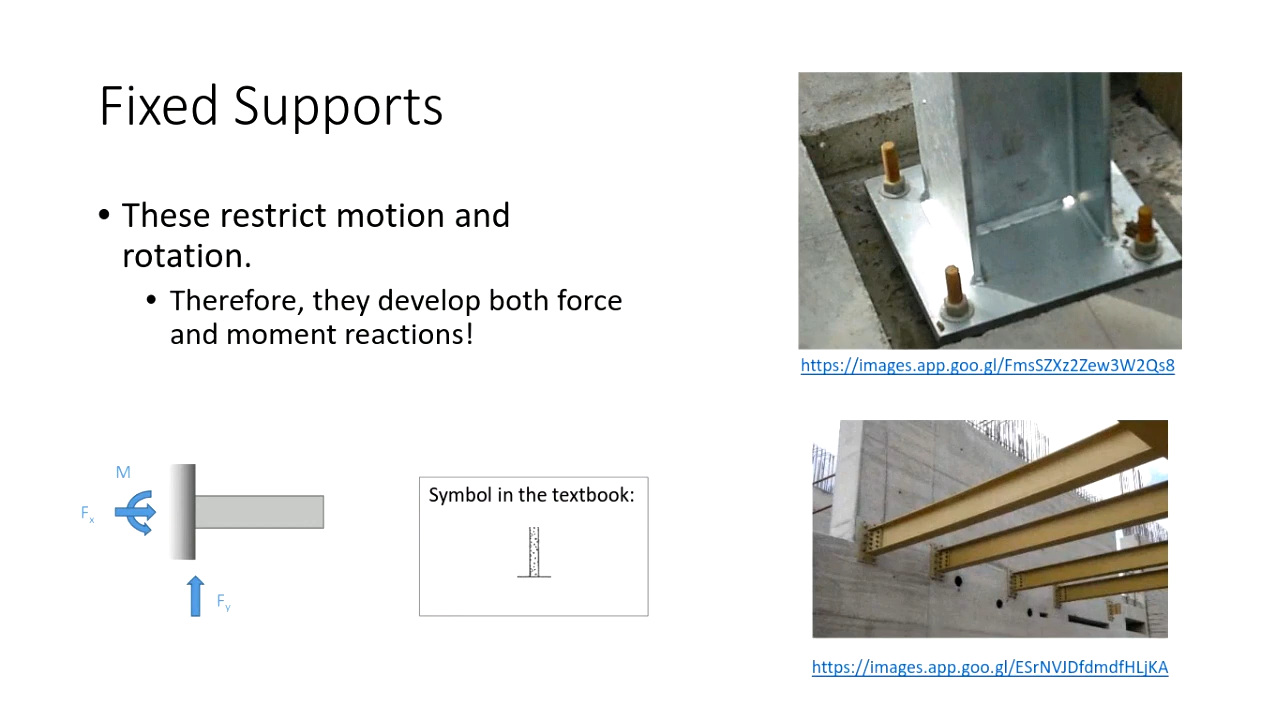 Fixed Supports
• These restrict motion and
rotation.
• Therefore, they develop both force
and moment reactions!
https://images.app.goo.gl/FmsSZXz2Zew3W2Qs8
M
Fx
Fy
Symbol in the textbook:
https://images.app.goo.gl/ESrNVJDfdmdfHLjKA